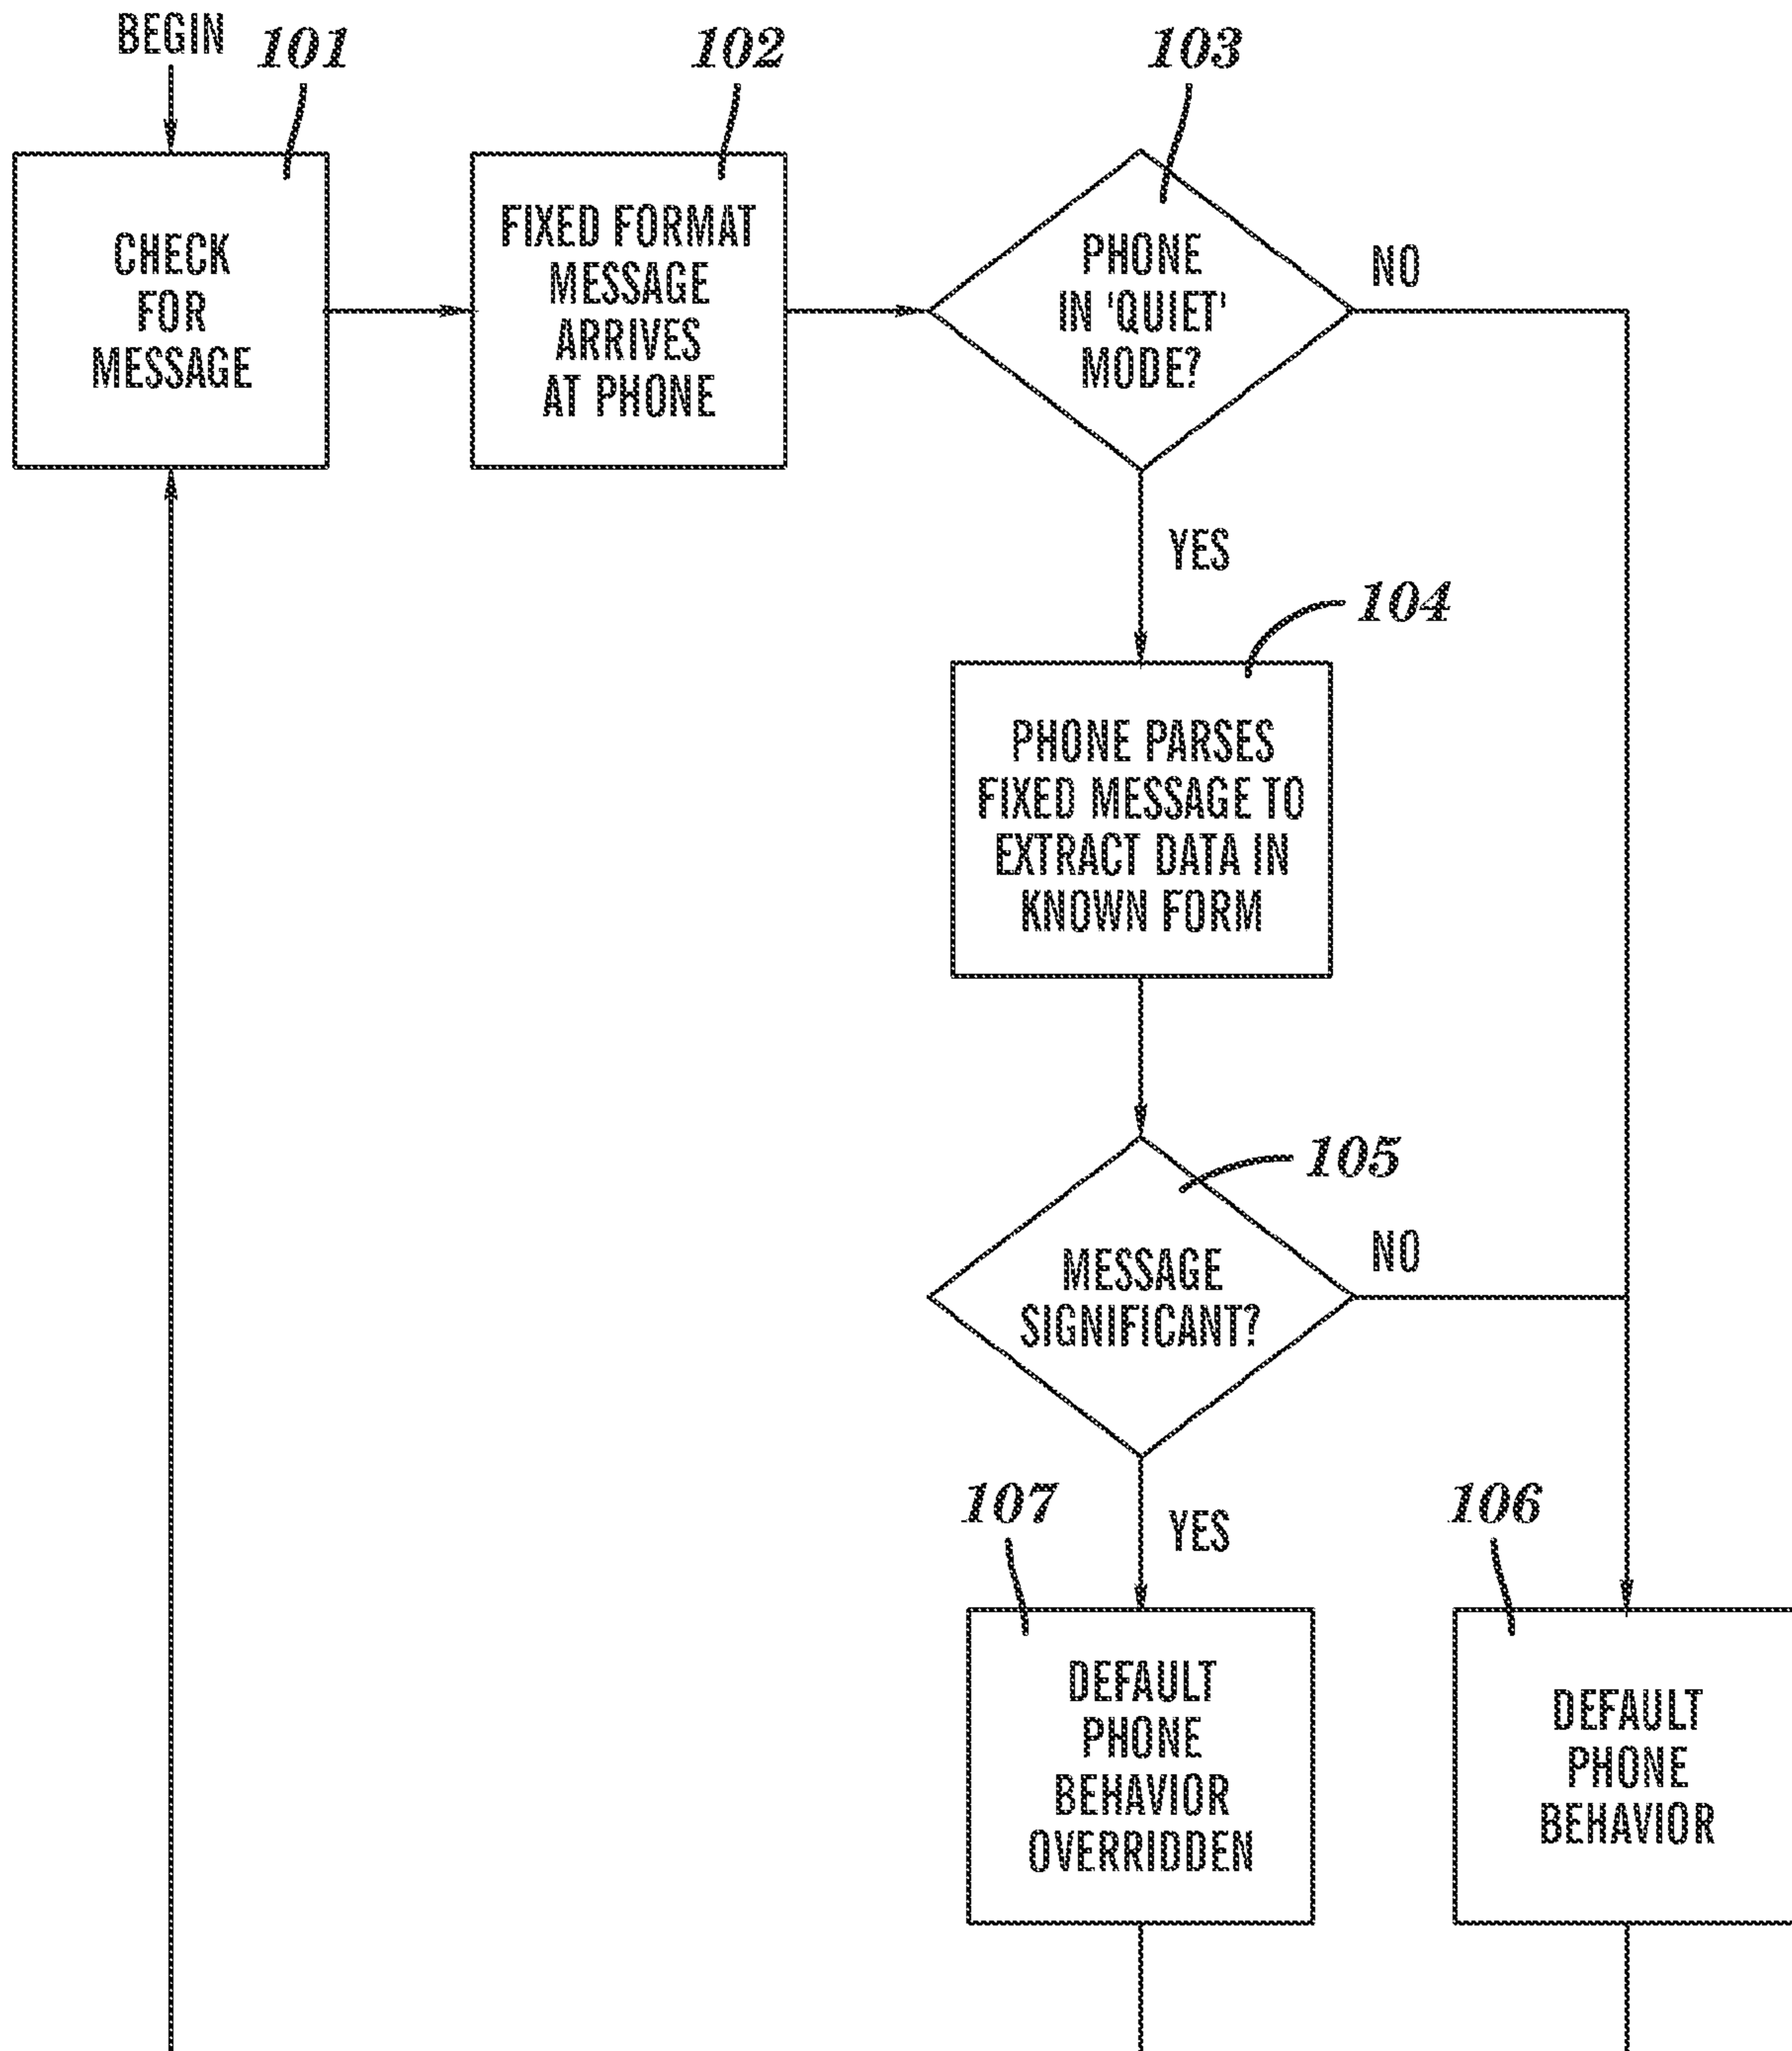 BEGIN
101
102
103
CHECK
FOR
MESSAGE
FIXED FORMAT
MESSAGE
ARRIVES
AT PHONE
PHONE
IN 'QUIET'
MODE?
NO
YES
104
PHONE PARSES
FIXED MESSAGE TO
EXTRACT DATA IN
KNOWN FORM
105
MESSAGE
SIGNIFICANT?
NO
YES
107
106
DEFAULT
PHONE
BEHAVIOR
OVERRIDDEN
DEFAULT
PHONE
BEHAVIOR